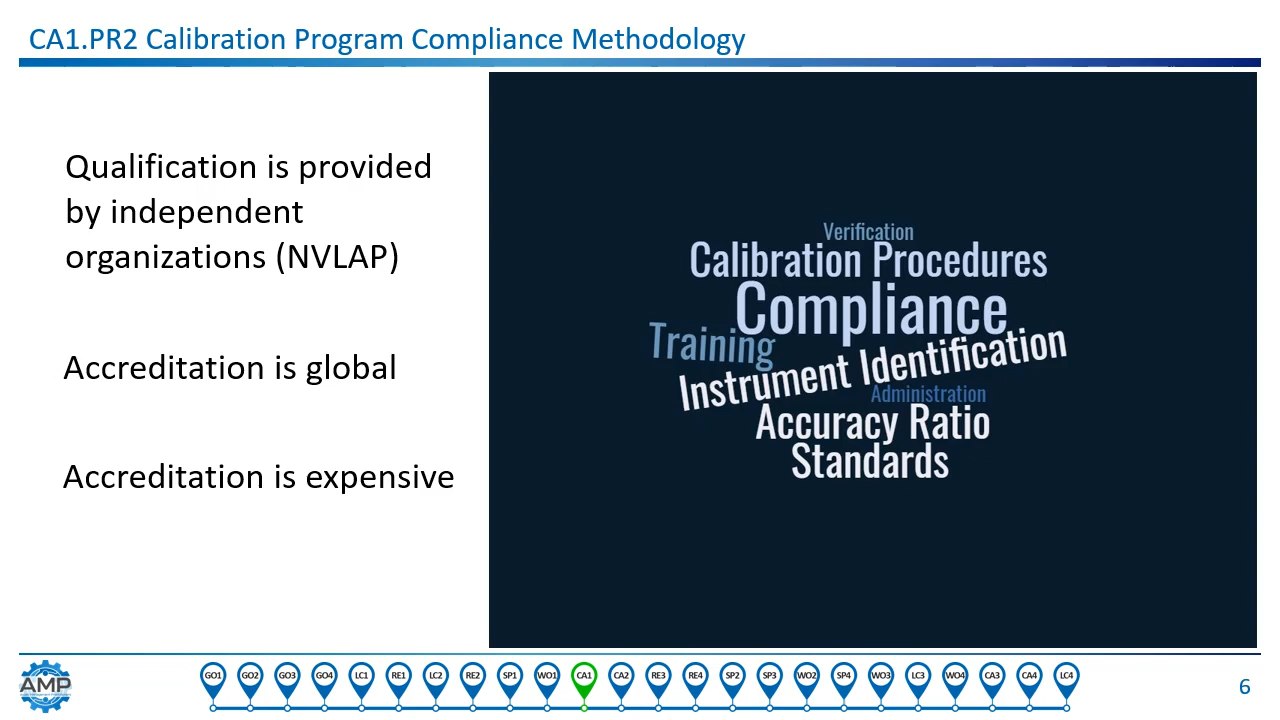 CA1.PR2 Calibration Program Compliance Methodology
Qualification is provided
by independent
organizations (NVLAP)
Accreditation is global
Accreditation is expensive
Verification
Calibration Procedures
Compliance
Training
Instrument Identification
Administration
Accuracy Ratio
Standards
AMP
GO1 GO2 GO3 GO4 LC1 RE1 LC2 RE2 SP1 WO1 CA1 CA2 RE3 RE4 SP2 SP3 WO2 SP4 WO3 LC3 WO4 CA3 CA4 LC4
6